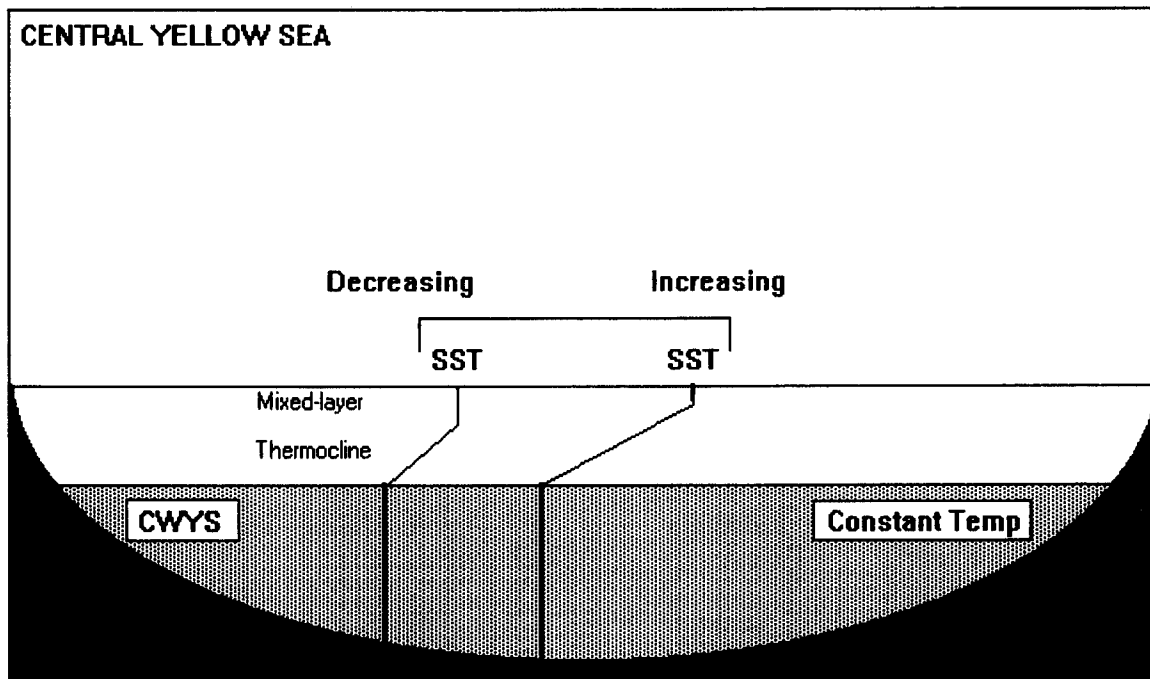 CENTRAL YELLOW SEA
Decreasing Increasing
SST SST
Mixed-layer
Thermocline
CWYS Constant Temp